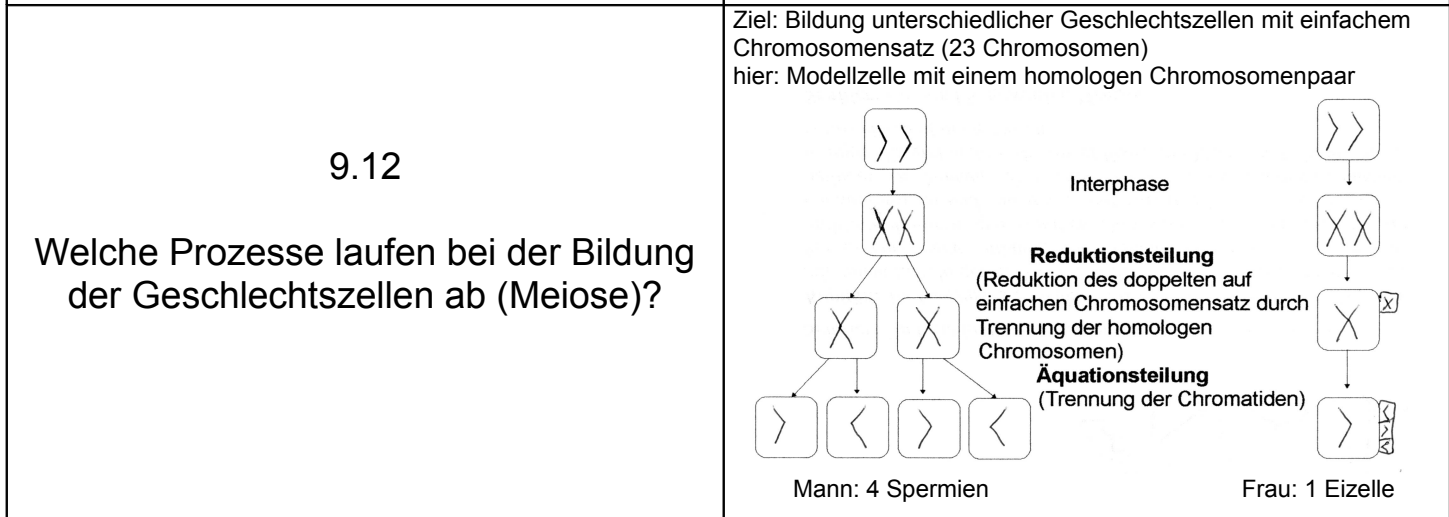 9.12
Welche Prozesse laufen bei der Bildung
der Geschlechtszellen ab (Meiose)?
Ziel: Bildung unterschiedlicher Geschlechtszellen mit einfachem
Chromosomensatz (23 Chromosomen)
hier: Modellzelle mit einem homologen Chromosomenpaar
Interphase
Reduktionsteilung
(Reduktion des doppelten auf
einfachen Chromosomensatz durch
Trennung der homologen
Chromosomen)
Äquationsteilung
(Trennung der Chromatiden)
Mann: 4 Spermien
Frau: 1 Eizelle